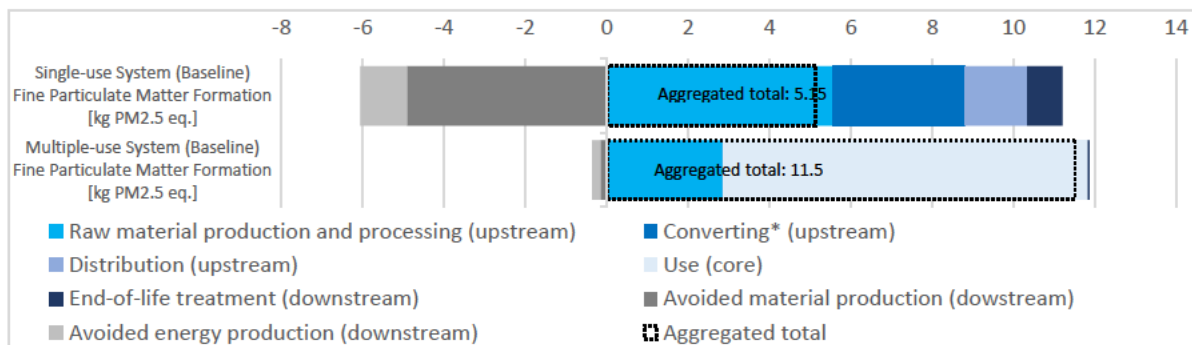 -8 -6 -4 -2 0 2 4 6 8 10 12 14
Single-use System (Baseline)
Fine Particulate Matter Formation
[kg PM2.5 eq.]
Aggregated total: 5.15
Multiple-use System (Baseline)
Fine Particulate Matter Formation
[kg PM2.5 eq.]
Aggregated total: 11.5
Raw material production and processing (upstream)
Converting* (upstream)
Distribution (upstream)
Use (core)
End-of-life treatment (downstream)
Avoided material production (dowstream)
Avoided energy production (downstream)
Aggregated total